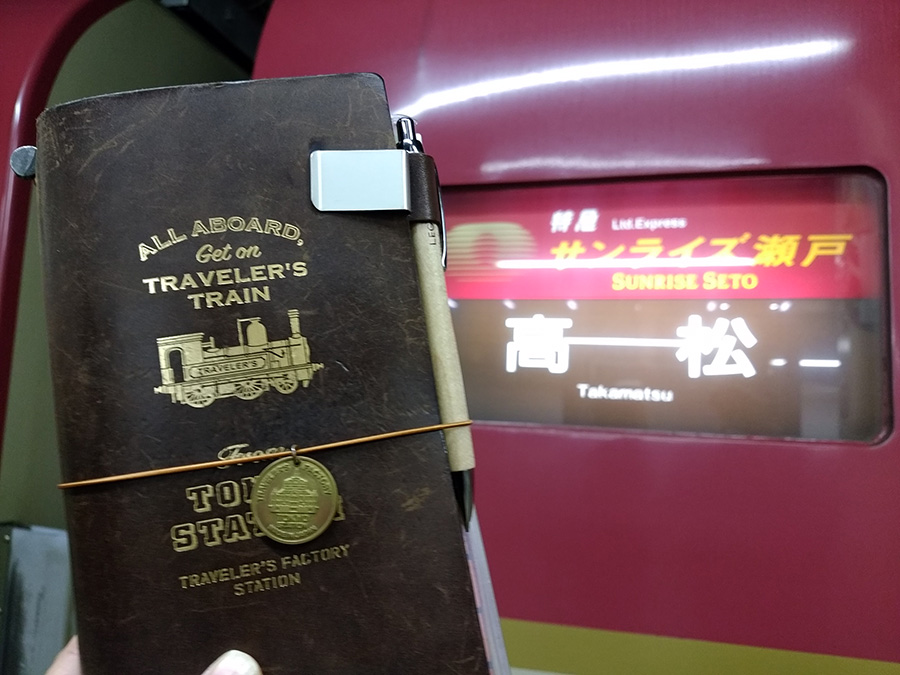 ALL ABOARD,
Get on
TRAVELER'S
TRAIN
TRAVELER'S
From
TRAVELER'S FACTORY
STATION
特急 Ltd.Express
サンライズ瀬戸
SUNRISE SETO
高 松
Takamatsu